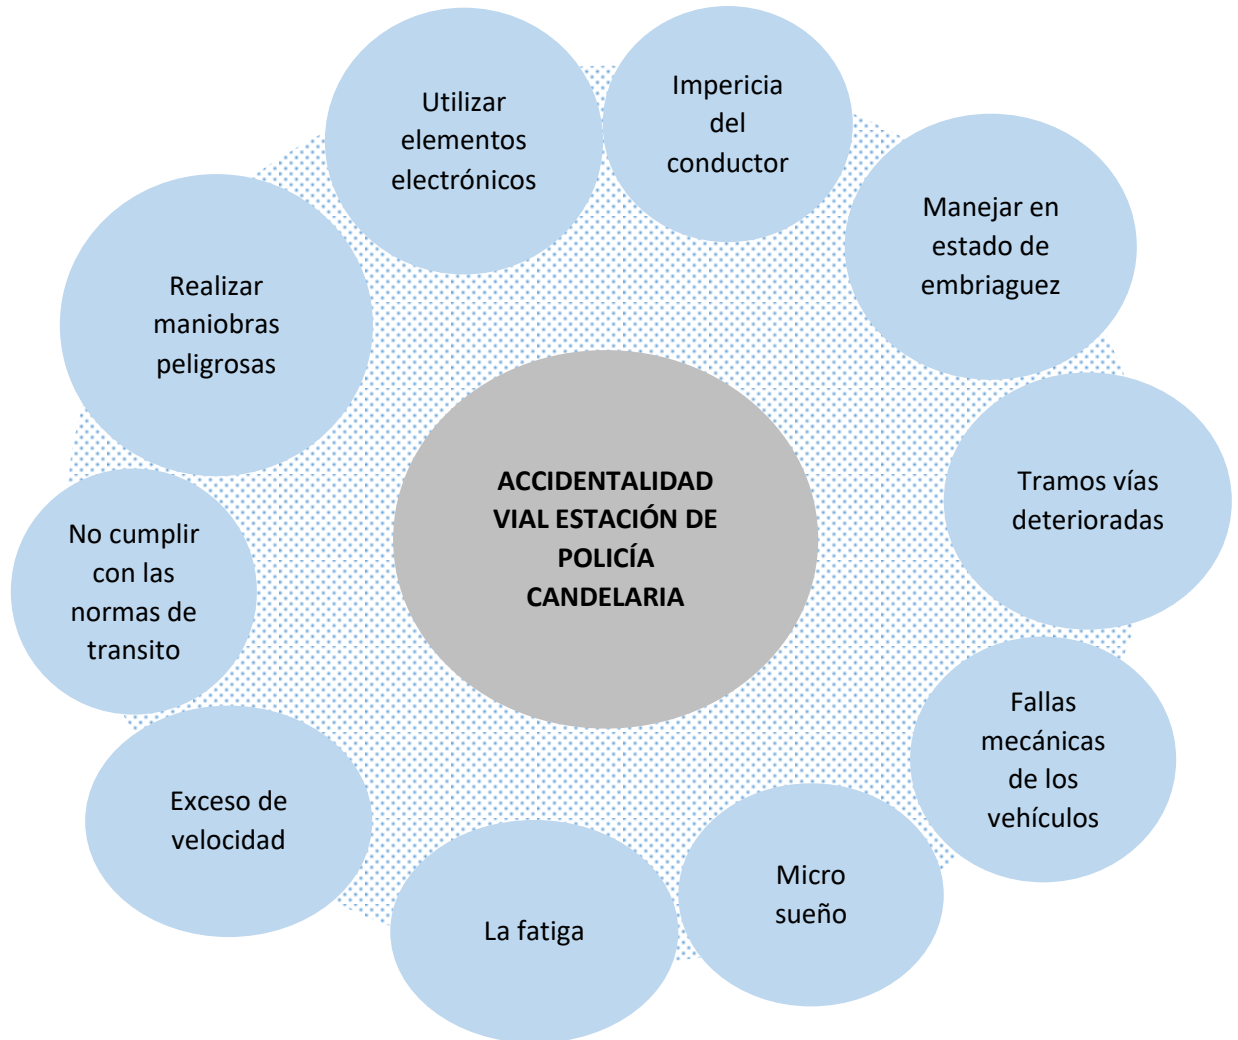 Utilizar
elementos
electrónicos
Impericia
del
conductor
Manejar en
estado de
embriaguez
Realizar
maniobras
peligrosas
ACCIDENTALIDAD
VIAL ESTACIÓN DE
POLICÍA
CANDELARIA
Tramos vías
deterioradas
No cumplir
con las
normas de
transito
Fallas
mecánicas
de los
vehículos
Exceso de
velocidad
Micro
sueño
La fatiga